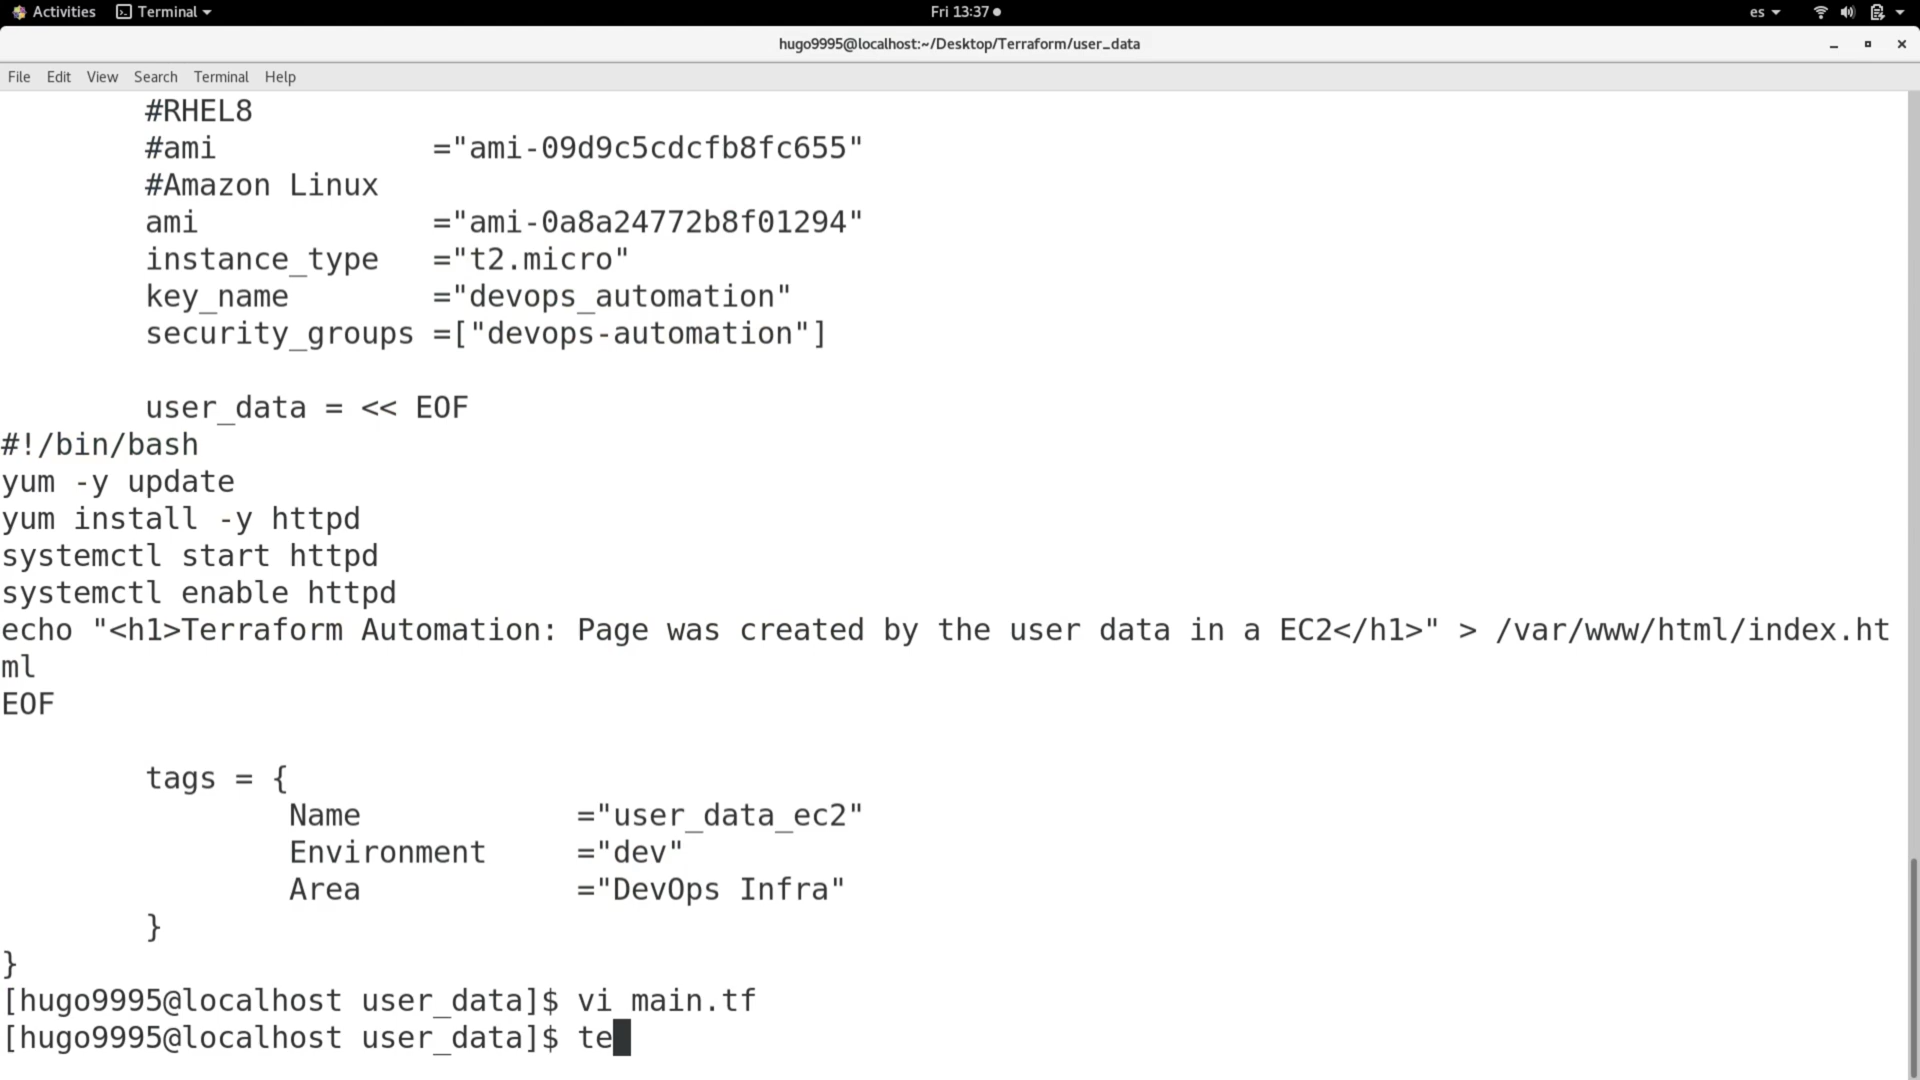 Activities Terminal Fri 13:37 es
hugo9995@localhost:~/Desktop/Terraform/user_data
File Edit View Search Terminal Help
#RHEL8
#ami ="ami-09d9c5cdcfb8fc655"
#Amazon Linux
ami ="ami-0a8a24772b8f01294"
instance_type ="t2.micro"
key_name ="devops_automation"
security_groups =["devops-automation"]
user_data = << EOF
#!/bin/bash
yum -y update
yum install -y httpd
systemctl start httpd
systemctl enable httpd
echo "<h1>Terraform Automation: Page was created by the user data in a EC2</h1>" > /var/www/html/index.ht
ml
EOF
tags = {
Name ="user_data_ec2"
Environment ="dev"
Area ="DevOps Infra"
}
}
[hugo9995@localhost user_data]$ vi main.tf
[hugo9995@localhost user_data]$ te